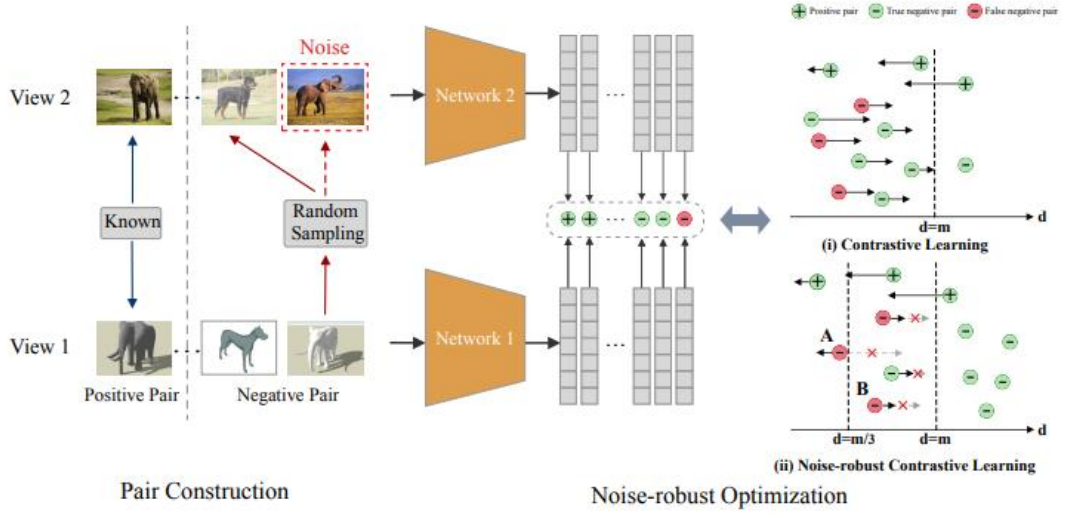 Positive pair True negative pair False negative pair
Noise
View 2
Network 2
Known
Random
Sampling
d=m
d
(i) Contrastive Learning
View 1
Network 1
A
B
Positive Pair
Negative Pair
d=m/3
d=m
d
(ii) Noise-robust Contrastive Learning
Pair Construction
Noise-robust Optimization